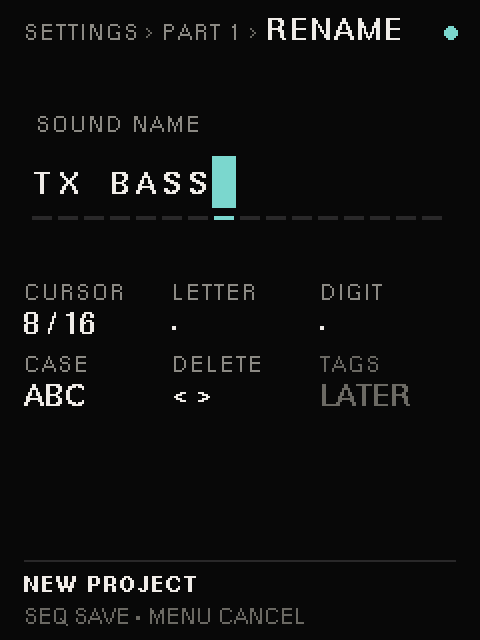 SETTINGS › PART 1 › RENAME
SOUND NAME
TX BASS
CURSOR LETTER DIGIT
8/16 . .
CASE DELETE TAGS
ABC < > LATER
NEW PROJECT
SEQ SAVE • MENU CANCEL